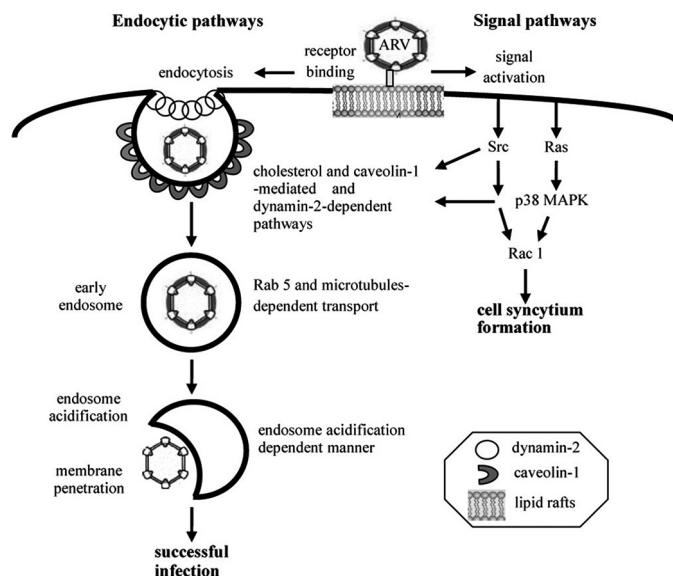 Endocytic pathways
Signal pathways
ARV
receptor
binding
endocytosis
signal
activation
Src
Ras
cholesterol and caveolin-1
-mediated and
dynamin-2-dependent
pathways
p38 MAPK
Rac 1
early
endosome
Rab 5 and microtubules-
dependent transport
cell syncytium
formation
endosome
acidification
endosome acidification
dependent manner
membrane
penetration
dynamin-2
caveolin-1
lipid rafts
successful
infection